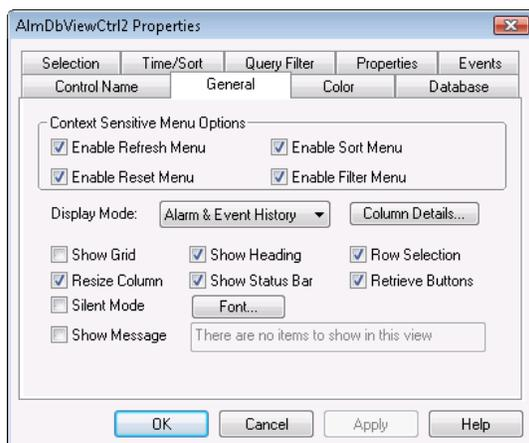 AlmDbViewCtrl2 Properties
Selection Time/Sort Query Filter Properties Events
Control Name General Color Database
Context Sensitive Menu Options
Enable Refresh Menu Enable Sort Menu
Enable Reset Menu Enable Filter Menu
Display Mode: Alarm & Event History Column Details...
Show Grid Show Heading Row Selection
Resize Column Show Status Bar Retrieve Buttons
Silent Mode Font...
Show Message There are no items to show in this view
OK Cancel Apply Help